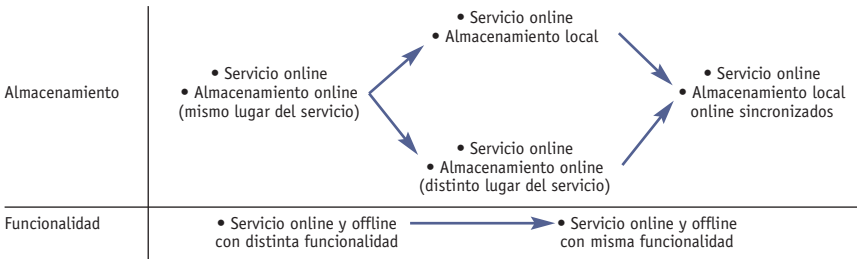 • Servicio online
• Almacenamiento local
Almacenamiento
• Servicio online
• Almacenamiento online
(mismo lugar del servicio)
• Servicio online
• Almacenamiento local
online sincronizados
• Servicio online
• Almacenamiento online
(distinto lugar del servicio)
Funcionalidad
• Servicio online y offline
con distinta funcionalidad
• Servicio online y offline
con misma funcionalidad